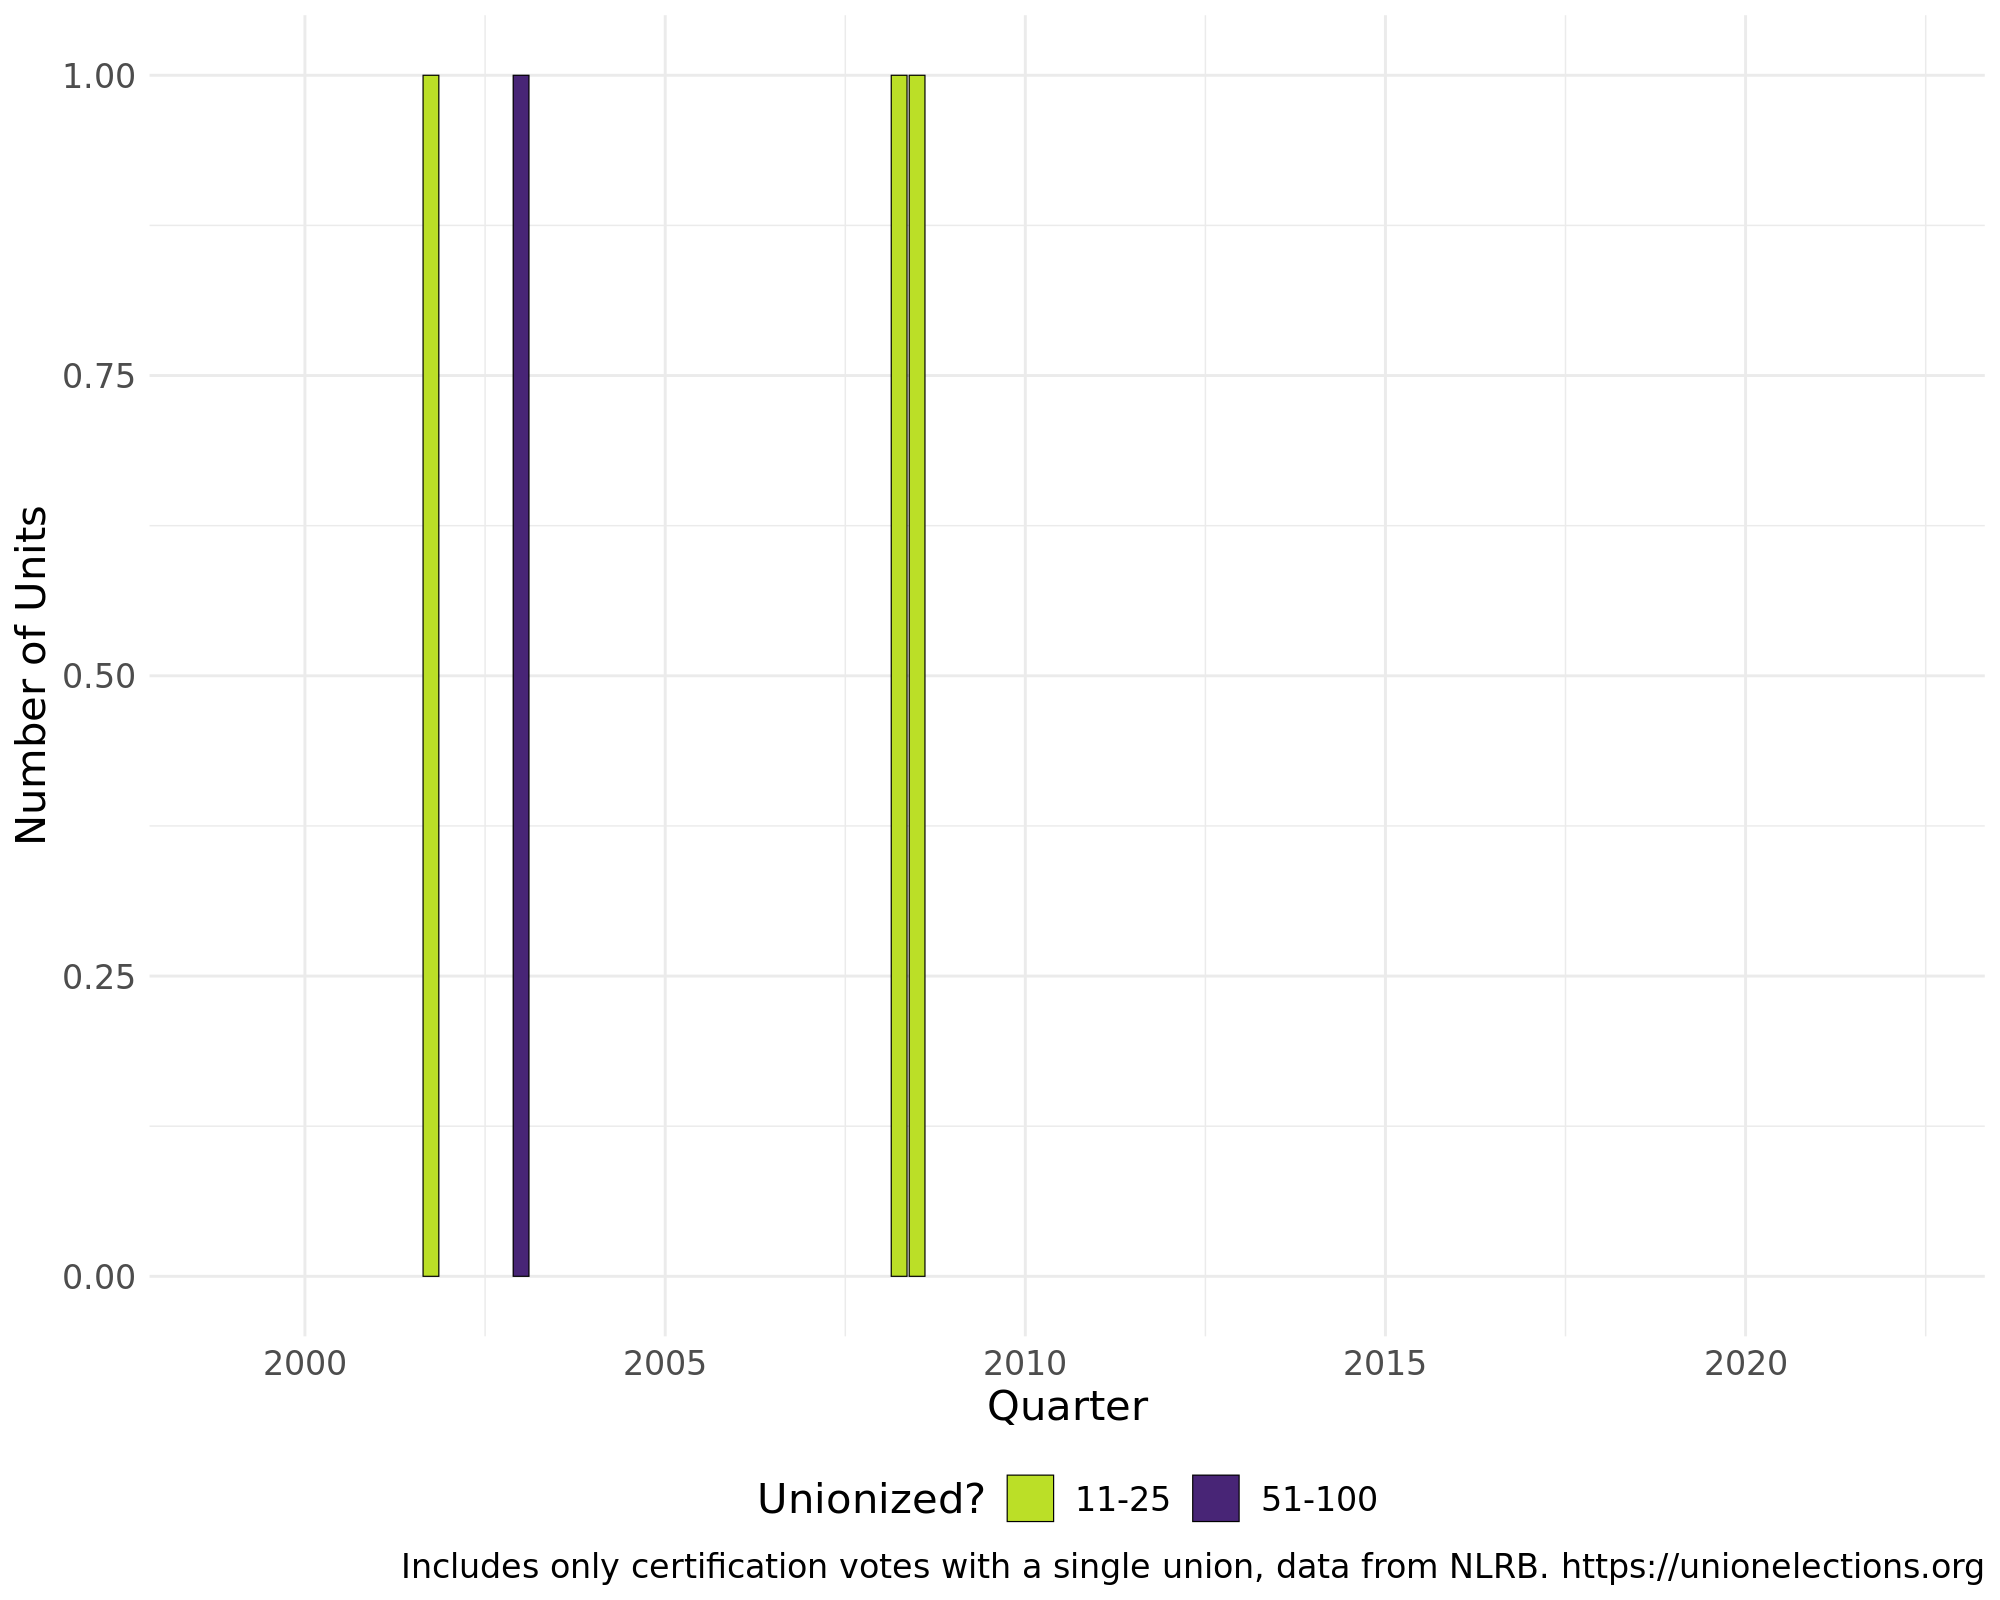 1.00
0.75
0.50
0.25
0.00
Number of Units
2000 2005 2010 2015 2020
Quarter
Unionized? 11-25 51-100
Includes only certification votes with a single union, data from NLRB. https://unionelections.org